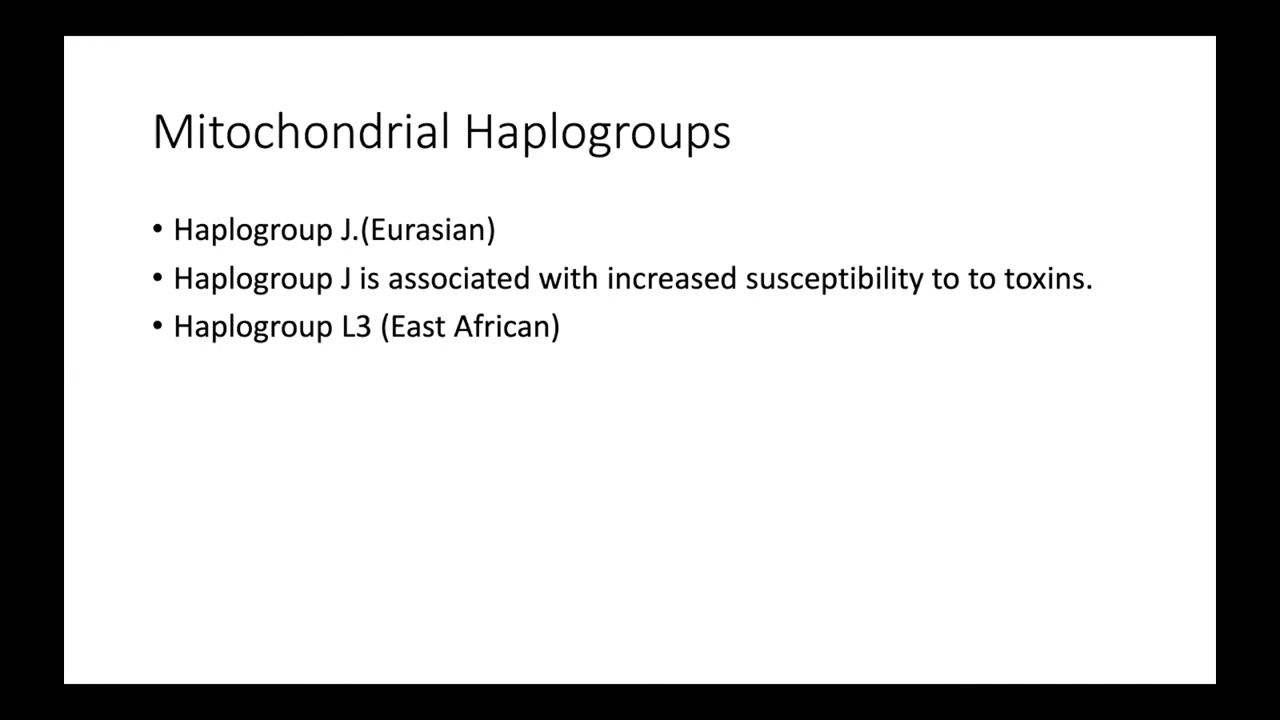 Mitochondrial Haplogroups
• Haplogroup J.(Eurasian)
• Haplogroup J is associated with increased susceptibility to to toxins.
• Haplogroup L3 (East African)